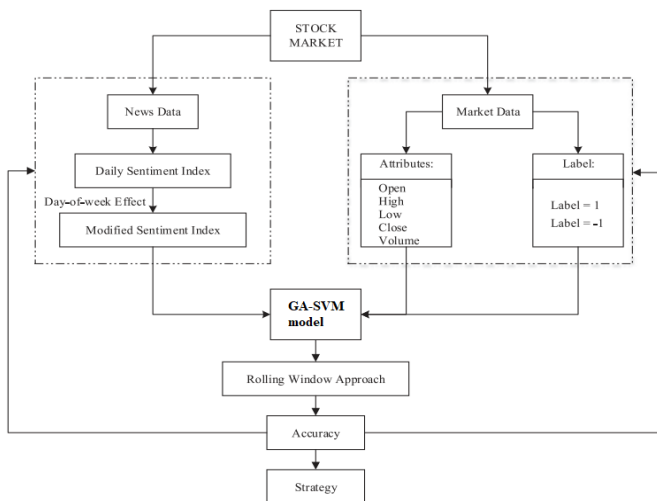 STOCK
MARKET
News Data
Market Data
Daily Sentiment Index
Day-of-week Effect
Modified Sentiment Index
Attributes:
Open
High
Low
Close
Volume
Label:
Label = 1
Label = -1
GA-SVM
model
Rolling Window Approach
Accuracy
Strategy